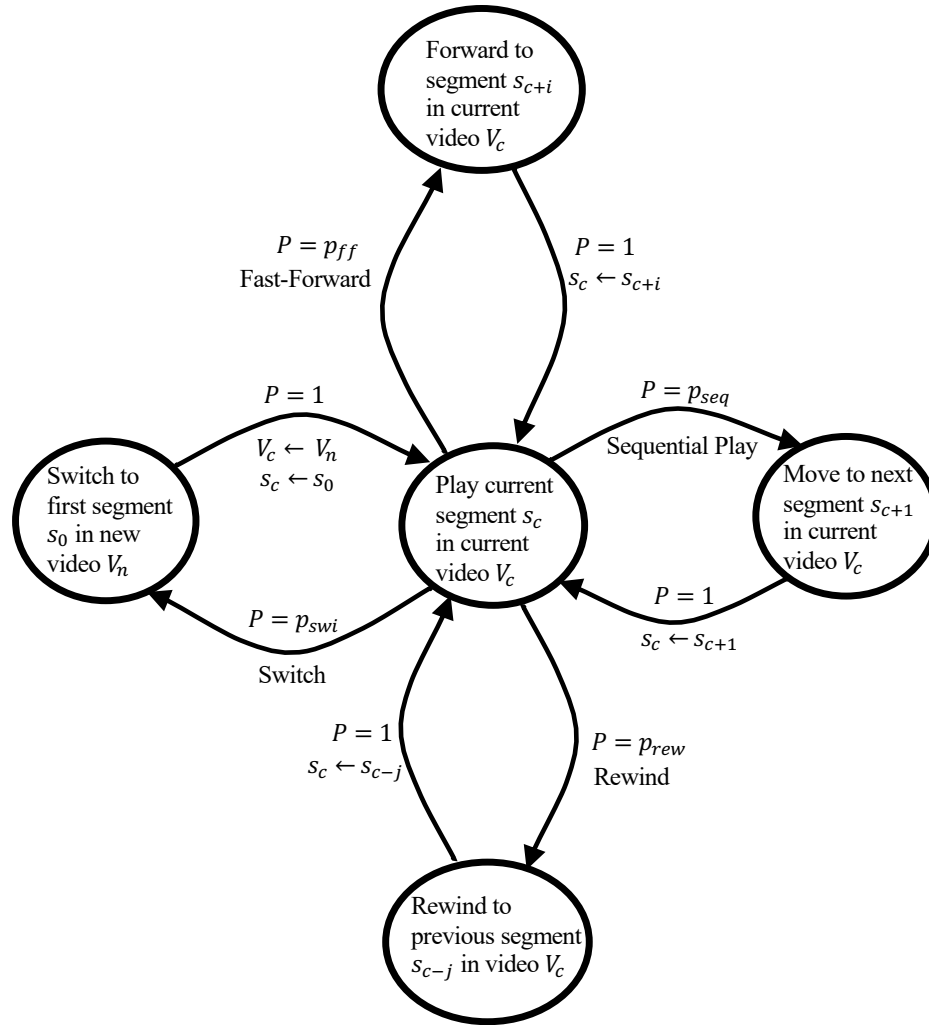 Forward to
segment s_{c+i}
in current
video V_c
P = p_{ff}
Fast-Forward
P = 1
s_c ← s_{c+i}
P = 1
V_c ← V_n
s_c ← s_0
P = p_{seq}
Sequential Play
Switch to
first segment
s_0 in new
video V_n
Play current
segment s_c
in current
video V_c
Move to next
segment s_{c+1}
in current
video V_c
P = p_{swi}
Switch
P = 1
s_c ← s_{c+1}
P = 1
s_c ← s_{c-j}
P = p_{rew}
Rewind
Rewind to
previous segment
s_{c-j} in video V_c